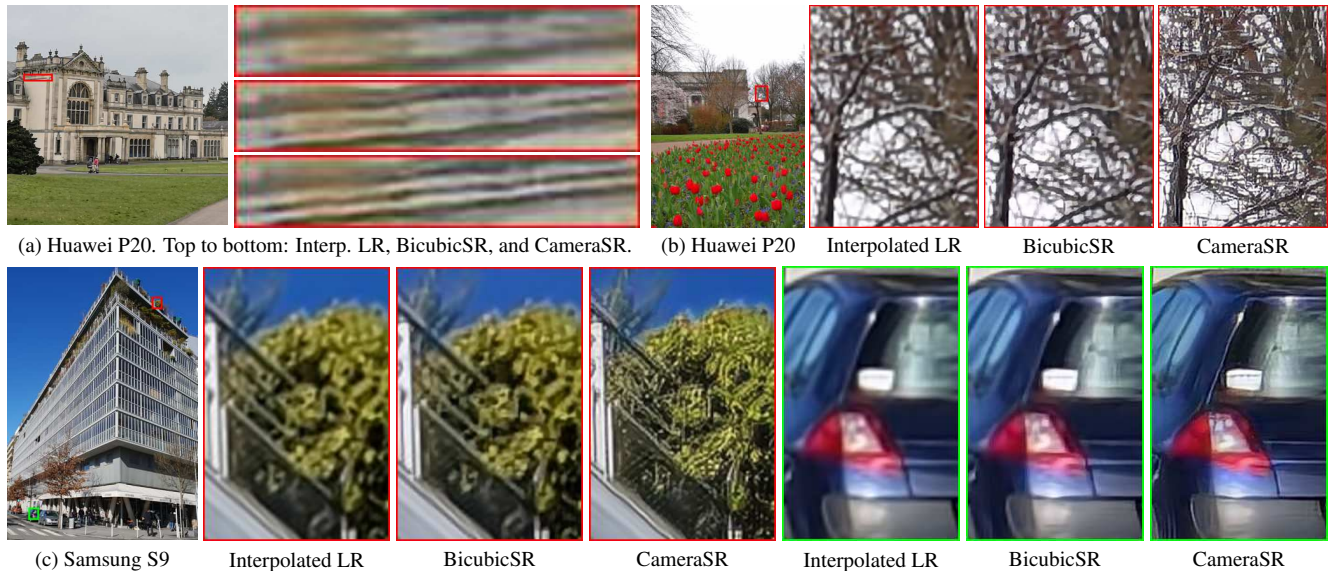 (a) Huawei P20. Top to bottom: Interp. LR, BicubicSR, and CameraSR.
(b) Huawei P20 Interpolated LR BicubicSR CameraSR
(c) Samsung S9 Interpolated LR BicubicSR CameraSR Interpolated LR BicubicSR CameraSR